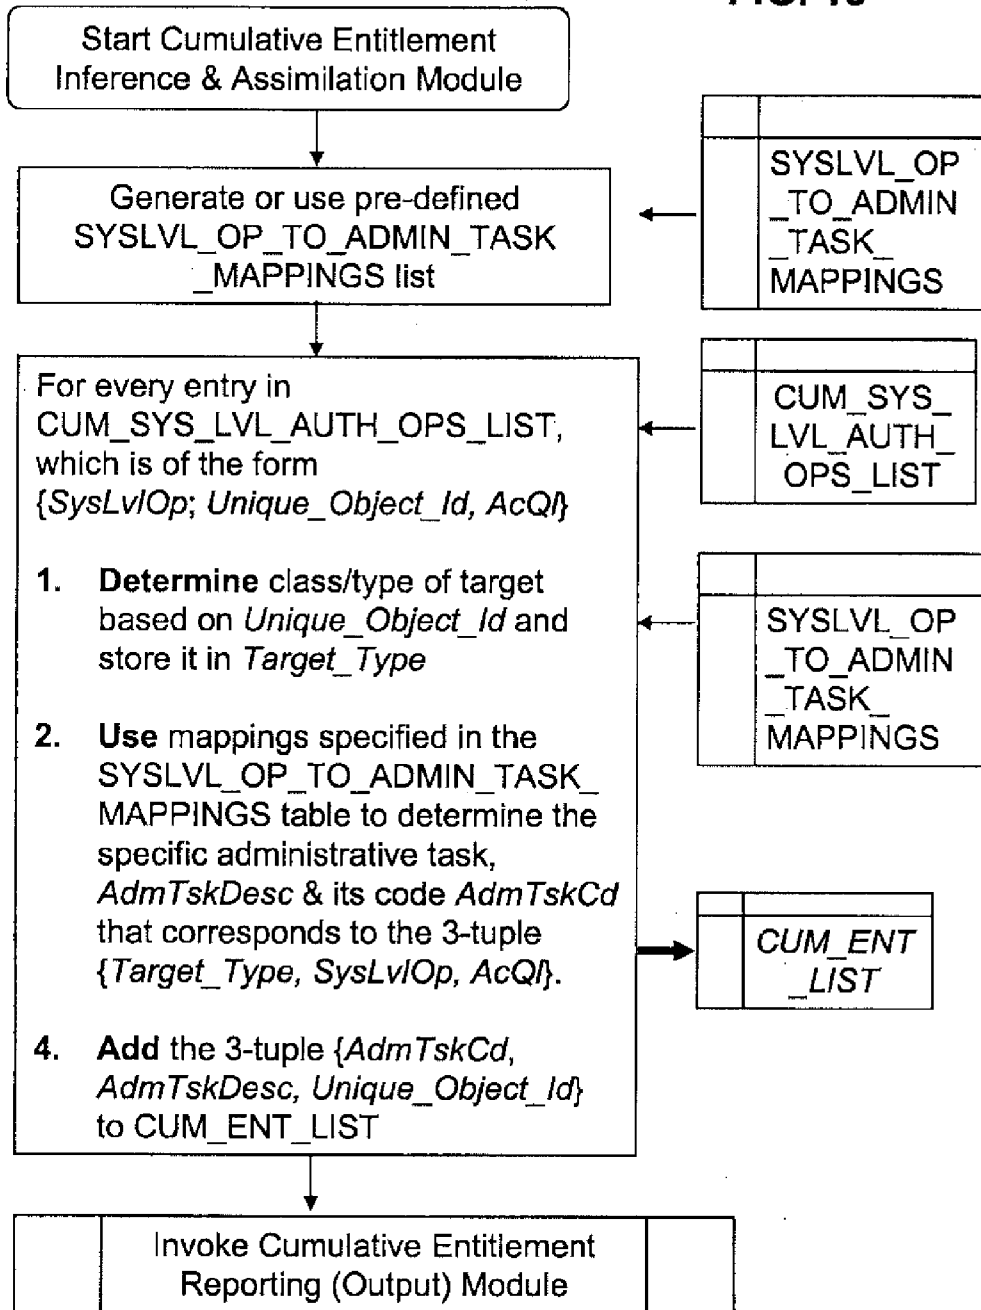 Start Cumulative Entitlement
Inference & Assimilation Module
Generate or use pre-defined
SYSLVL_OP_TO_ADMIN_TASK
_MAPPINGS list
SYSLVL_OP
_TO_ADMIN
_TASK_
MAPPINGS
For every entry in
CUM_SYS_LVL_AUTH_OPS_LIST,
which is of the form
{SysLvlOp; Unique_Object_Id, AcQl}
CUM_SYS_
LVL_AUTH_
OPS_LIST
1. Determine class/type of target
based on Unique_Object_Id and
store it in Target_Type
SYSLVL_OP
_TO_ADMIN
_TASK_
MAPPINGS
2. Use mappings specified in the
SYSLVL_OP_TO_ADMIN_TASK_
MAPPINGS table to determine the
specific administrative task,
AdmTskDesc & its code AdmTskCd
that corresponds to the 3-tuple
{Target_Type, SysLvlOp, AcQl}.
CUM_ENT
_LIST
4. Add the 3-tuple {AdmTskCd,
AdmTskDesc, Unique_Object_Id}
to CUM_ENT_LIST
Invoke Cumulative Entitlement
Reporting (Output) Module